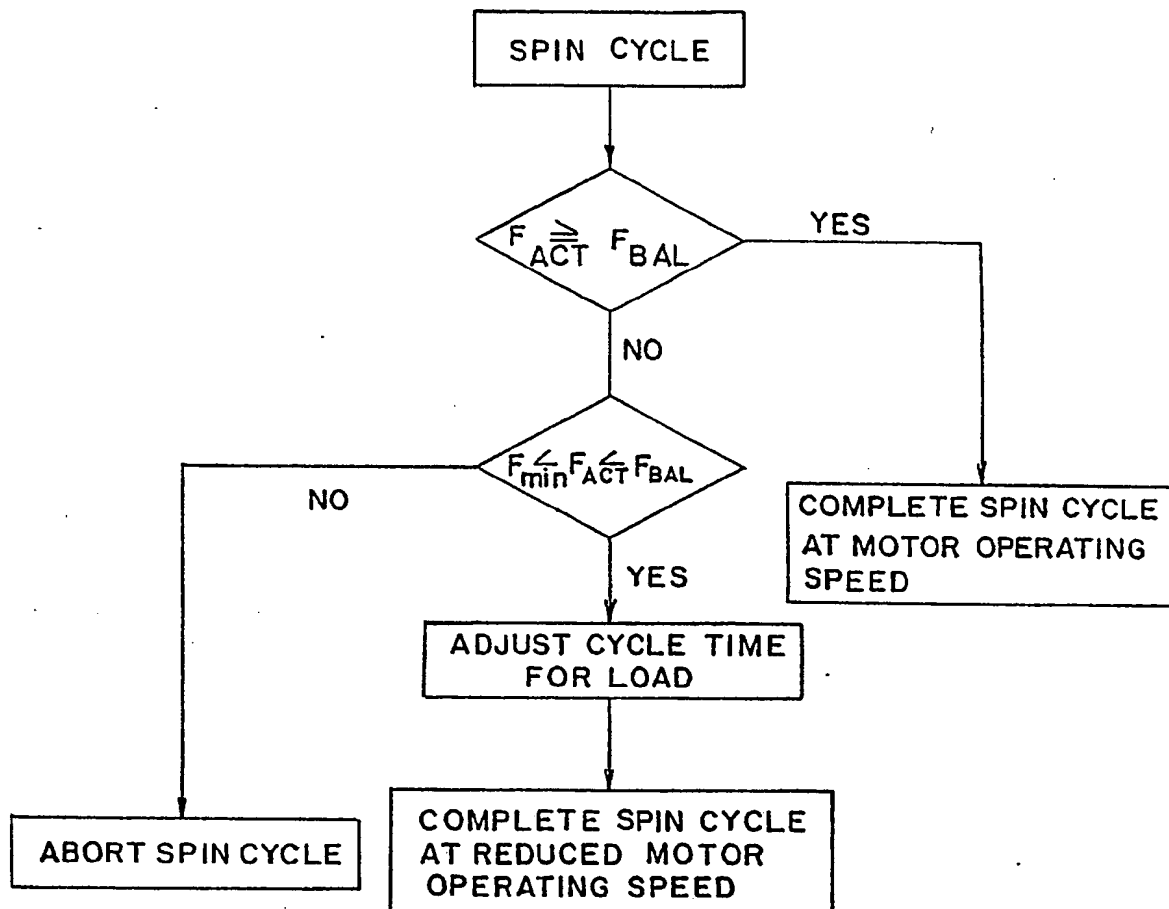 SPIN CYCLE
F_ACT ≧ F_BAL
YES
NO
F_min < F_ACT < F_BAL
NO
YES
COMPLETE SPIN CYCLE
AT MOTOR OPERATING
SPEED
ADJUST CYCLE TIME
FOR LOAD
ABORT SPIN CYCLE
COMPLETE SPIN CYCLE
AT REDUCED MOTOR
OPERATING SPEED